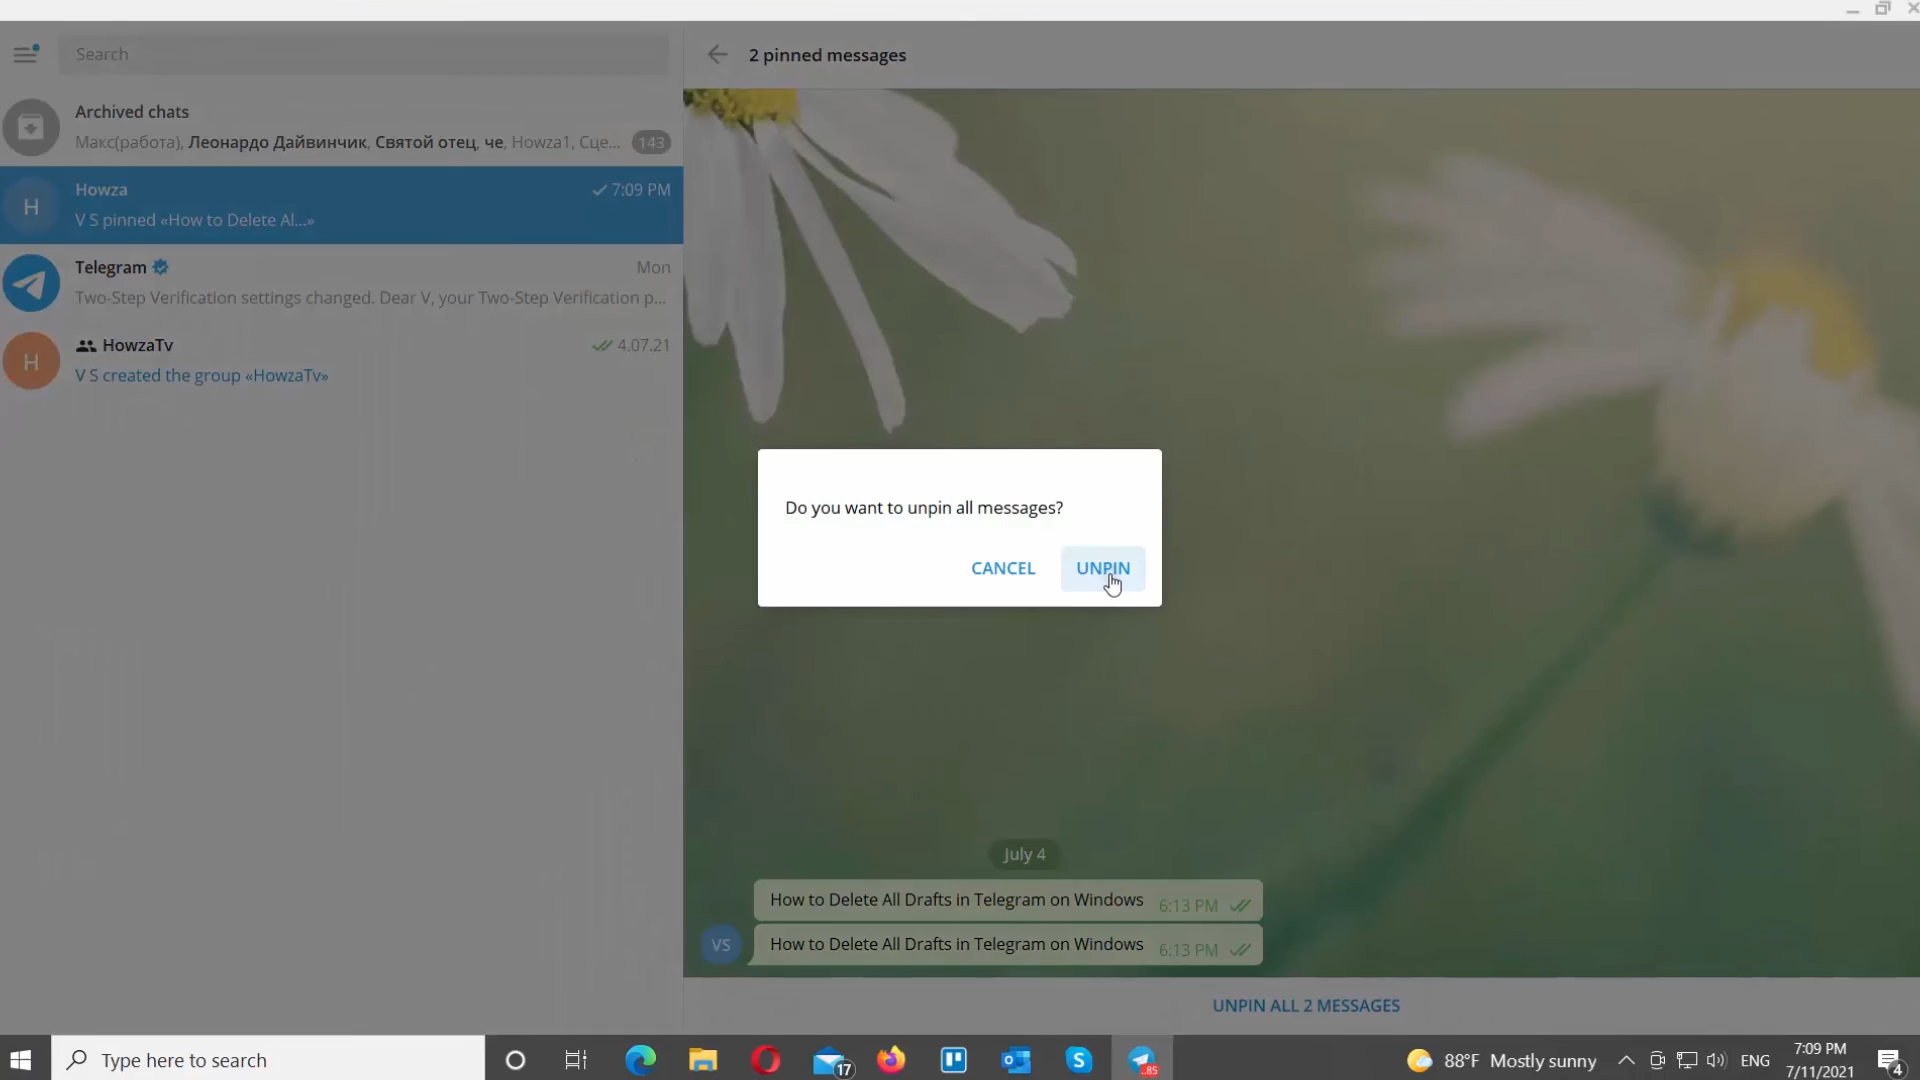 Search
2 pinned messages
Archived chats
Макс(работа), Леонардо Дайвинчик, Святой отец, че, Howza1, Сце... 143
H
Howza 7:09 PM
V S pinned «How to Delete Al...»
Telegram Mon
Two-Step Verification settings changed. Dear V, your Two-Step Verification p...
H
HowzaTv 4.07.21
V S created the group «HowzaTv»
Do you want to unpin all messages?
CANCEL UNPIN
July 4
How to Delete All Drafts in Telegram on Windows 6:13 PM
VS
How to Delete All Drafts in Telegram on Windows 6:13 PM
UNPIN ALL 2 MESSAGES
Type here to search
17
..85
88°F Mostly sunny
ENG
7:09 PM
7/11/2021
4